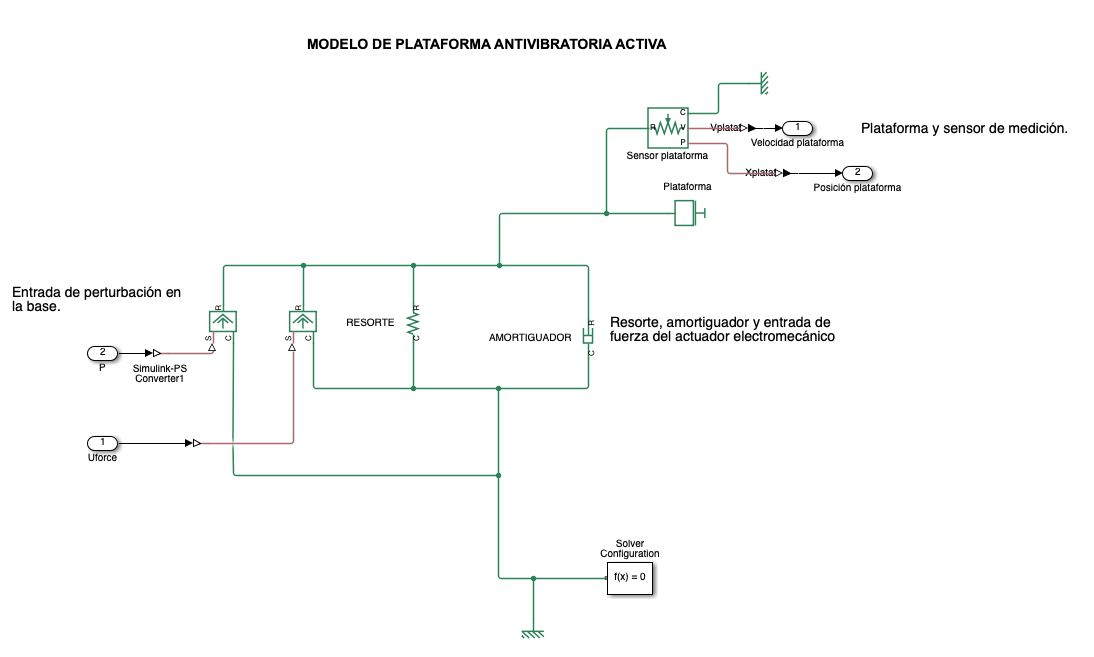 MODELO DE PLATAFORMA ANTIVIBRATORIA ACTIVA
C
R
V
P
Vplataf
1
Velocidad plataforma
Plataforma y sensor de medición.
Sensor plataforma
Xplataf
2
Posición plataforma
Plataforma
Entrada de perturbación en
la base.
R
S
C
R
S
C
RESORTE
R
C
AMORTIGUADOR
R
C
Resorte, amortiguador y entrada de
fuerza del actuador electromecánico
2
P
Simulink-PS
Converter1
1
Uforce
Solver
Configuration
f(x) = 0